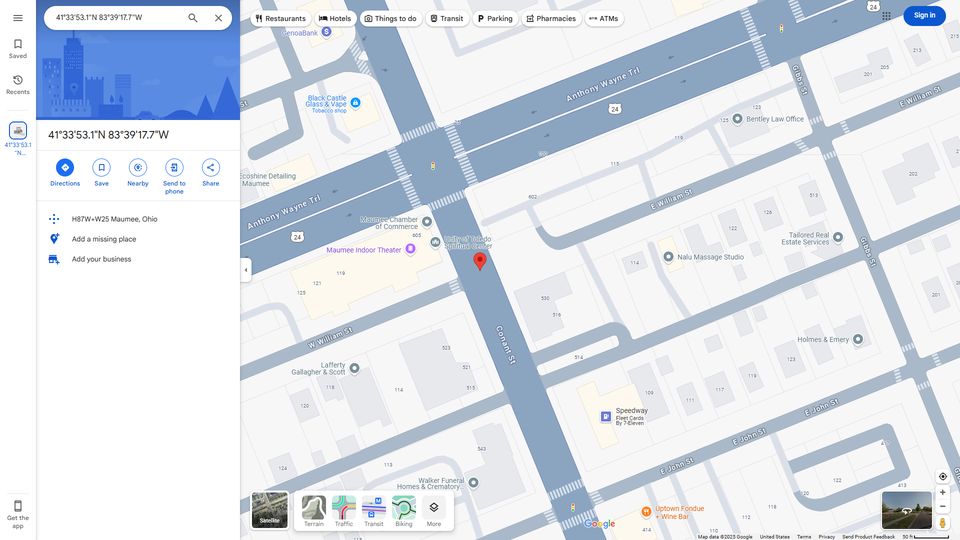 41°33'53.1"N 83°39'17.7"W
Restaurants
Hotels
Things to do
Transit
Parking
Pharmacies
ATMs
Sign in
Saved
Recents
41°33'53.1
"N...
Get the
app
41°33'53.1"N 83°39'17.7"W
Directions
Save
Nearby
Send to
phone
Share
H87W+W25 Maumee, Ohio
Add a missing place
Add your business
GenoaBank
24
Black Castle
Glass & Vape
Tobacco shop
Anthony Wayne Trl
24
Gibbs St
E William St
205
213
207
201
123
125
Bentley Law Office
119
115
Ecoshine Detailing
Maumee
Anthony Wayne Trl
24
602
E William St
Maumee Chamber
of Commerce
605
Unity of Toledo
Spiritual Center
Maumee Indoor Theater
121
119
513
128
126
122
114
Tailored Real
Estate Services
Nalu Massage Studio
Gibbs St
121
205
201
530
516
514
W William St
Conant St
Lafferty
Gallagher & Scott
523
521
515
114
118
120
Holmes & Emery
123
109
111
117
119
Speedway
Fleet Cards
By 7-Eleven
E John St
E John St
E John St
415
543
124
Walker Funeral
Homes & Crematory...
Uptown Fondue
+ Wine Bar
Satellite
Terrain
Traffic
Transit
Biking
More
Google
Map data ©2025 Google
United States
Terms
Privacy
Send Product Feedback
50 ft